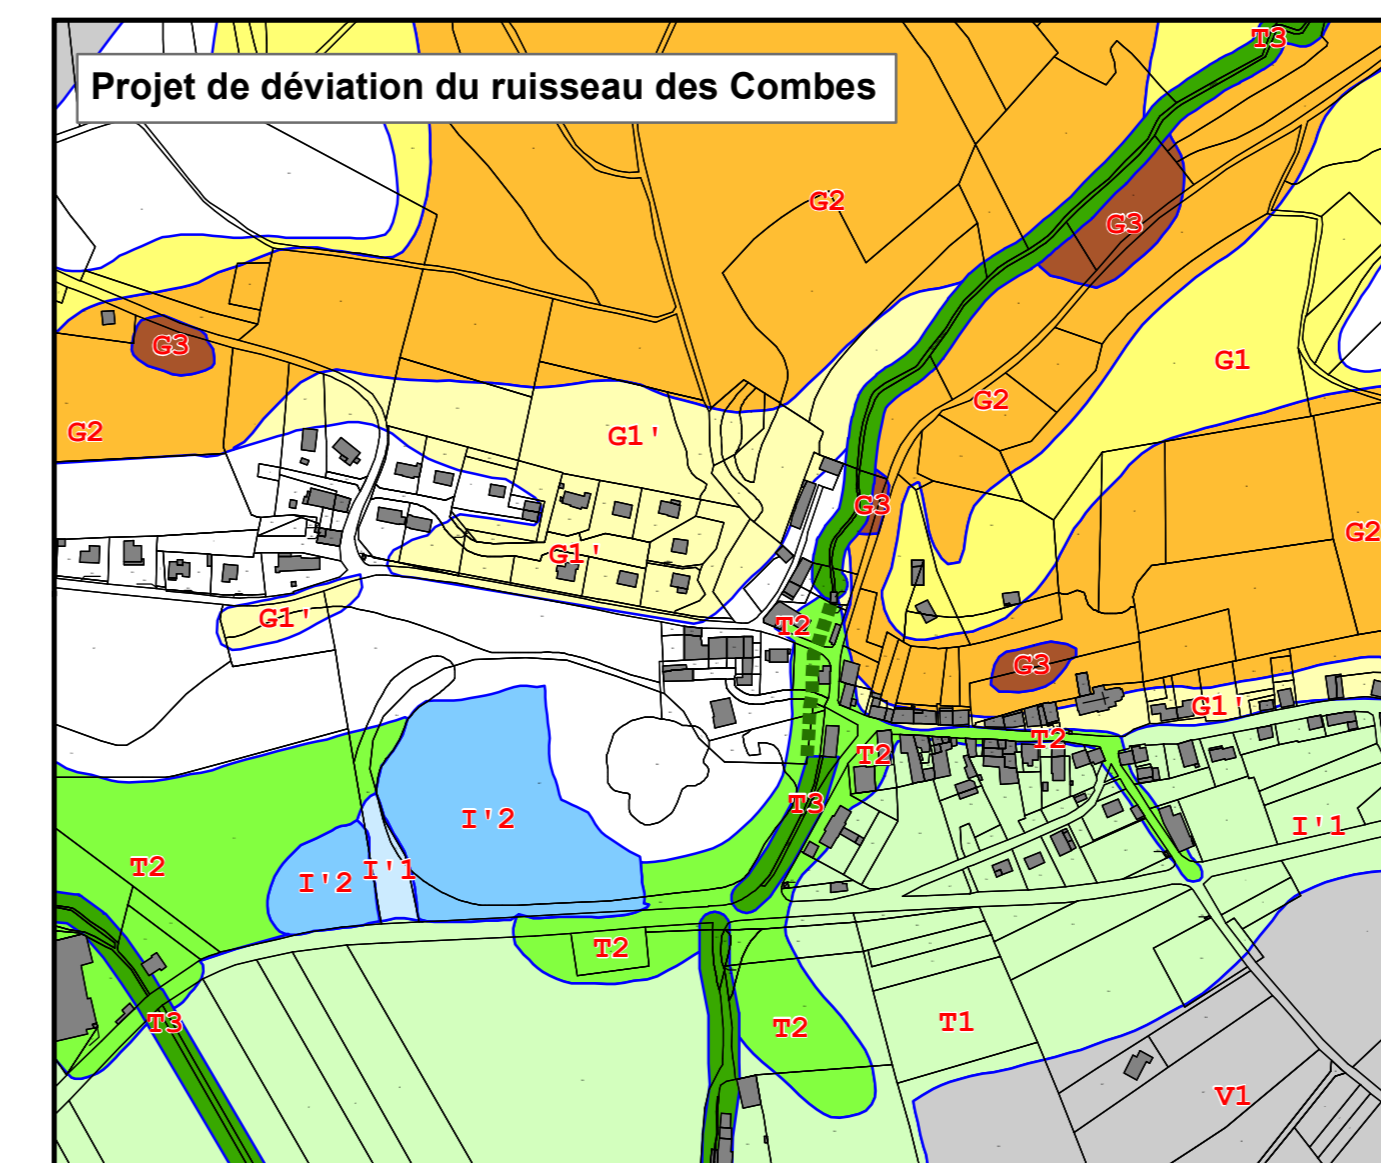 T3
Projet de déviation du ruisseau des Combes
G2
G3
G3
G1
G2
G2
G1'
G3
G2
G1'
G1'
T2
G3
G1'
T2
T2
T3
I'2
I'1
T2
I'2
I'1
T2
T3
T2
T1
V1